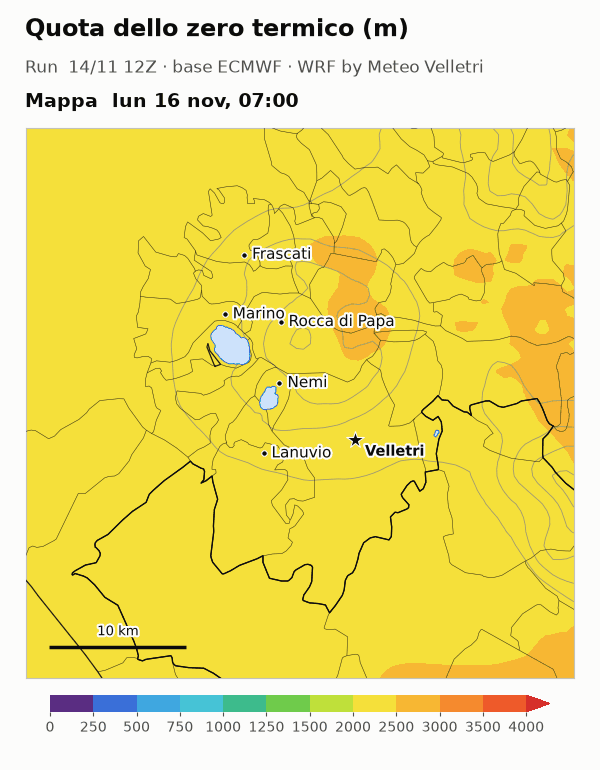 Quota dello zero termico (m)
Run  14/11 12Z · base ECMWF · WRF by Meteo Velletri
Mappa  lun 16 nov, 07:00
Frascati
Marino
Rocca di Papa
Nemi
Velletri
Lanuvio
10 km
0 250 500 750 1000 1250 1500 2000 2500 3000 3500 4000